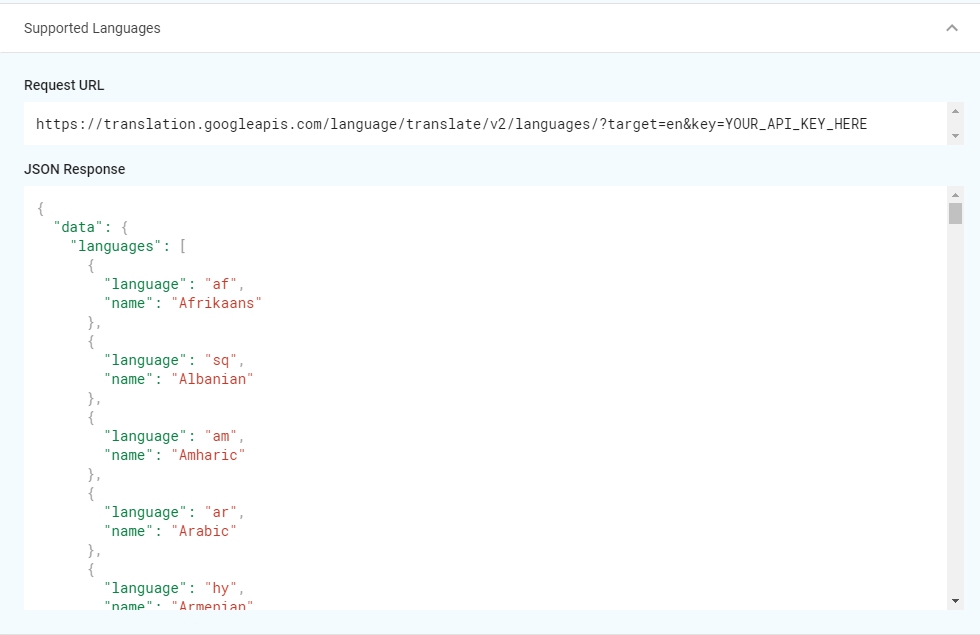 Supported Languages
Request URL
https://translation.googleapis.com/language/translate/v2/languages/?target=en&key=YOUR_API_KEY_HERE
JSON Response
{
  "data": {
    "languages": [
      {
        "language": "af",
        "name": "Afrikaans"
      },
      {
        "language": "sq",
        "name": "Albanian"
      },
      {
        "language": "am",
        "name": "Amharic"
      },
      {
        "language": "ar",
        "name": "Arabic"
      },
      {
        "language": "hy",
        "name": "Armenian"